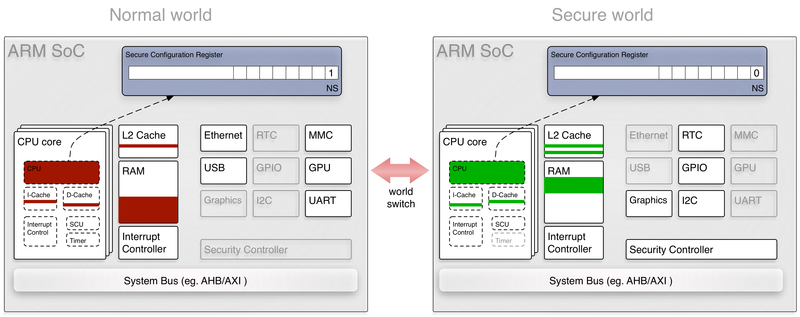 Normal world
Secure world
ARM SoC
Secure Configuration Register
1
NS
CPU core
CPU
I-Cache
D-Cache
Interrupt
Control
SCU
Timer
L2 Cache
RAM
Interrupt
Controller
Ethernet
RTC
MMC
USB
GPIO
GPU
Graphics
I2C
UART
Security Controller
System Bus (eg. AHB/AXI )
world
switch
ARM SoC
Secure Configuration Register
0
NS
CPU core
CPU
I-Cache
D-Cache
Interrupt
Control
SCU
Timer
L2 Cache
RAM
Interrupt
Controller
Ethernet
RTC
MMC
USB
GPIO
GPU
Graphics
I2C
UART
Security Controller
System Bus (eg. AHB/AXI )